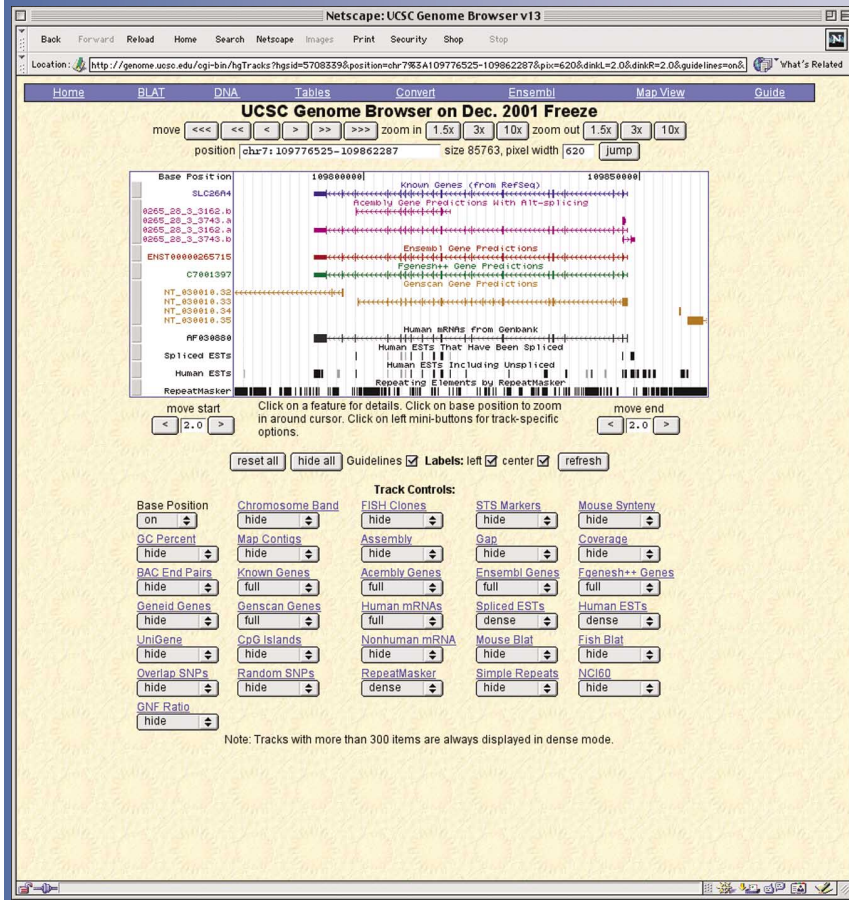 Netscape: UCSC Genome Browser v13
Back Forward Reload Home Search Netscape Images Print Security Shop Stop
Location: http://genome.ucsc.edu/cgi-bin/hgTracks?hgsid=5708339&position=chr7%3A109776525-109862287&pix=620&dinkL=2.0&dinkR=2.0&guidelines=on& What's Related
Home BLAT DNA Tables Convert Ensembl Map View Guide
UCSC Genome Browser on Dec. 2001 Freeze
move <<< << < > >> >>> zoom in 1.5x 3x 10x zoom out 1.5x 3x 10x
position chr7:109776525-109862287 size 85763, pixel width 620 jump
Base Position 109800000| 109850000|
Known Genes (from RefSeq)
SLC26A4
Acembly Gene Predictions With Alt-splicing
0265_28_3_3162.b
0265_28_3_3743.a
0265_28_3_3162.a
0265_28_3_3743.b
Ensembl Gene Predictions
ENST00000265715
Fgenesh++ Gene Predictions
C7001397
Genscan Gene Predictions
NT_030010.32
NT_030010.33
NT_030010.34
NT_030010.35
Human mRNAs from Genbank
AF030880
Human ESTs That Have Been Spliced
Spliced ESTs
Human ESTs Including Unspliced
Human ESTs
Repeating Elements by RepeatMasker
RepeatMasker
move start Click on a feature for details. Click on base position to zoom move end
< 2.0 > in around cursor. Click on left mini-buttons for track-specific < 2.0 >
options.
reset all hide all Guidelines Labels: left center refresh
Track Controls:
Base Position Chromosome Band FISH Clones STS Markers Mouse Synteny
on hide hide hide hide
GC Percent Map Contigs Assembly Gap Coverage
hide hide hide hide hide
BAC End Pairs Known Genes Acembly Genes Ensembl Genes Fgenesh++ Genes
hide full full full full
Geneid Genes Genscan Genes Human mRNAs Spliced ESTs Human ESTs
hide full full dense dense
UniGene CpG Islands Nonhuman mRNA Mouse Blat Fish Blat
hide hide hide hide hide
Overlap SNPs Random SNPs RepeatMasker Simple Repeats NCI60
hide hide dense hide hide
GNF Ratio
hide
Note: Tracks with more than 300 items are always displayed in dense mode.